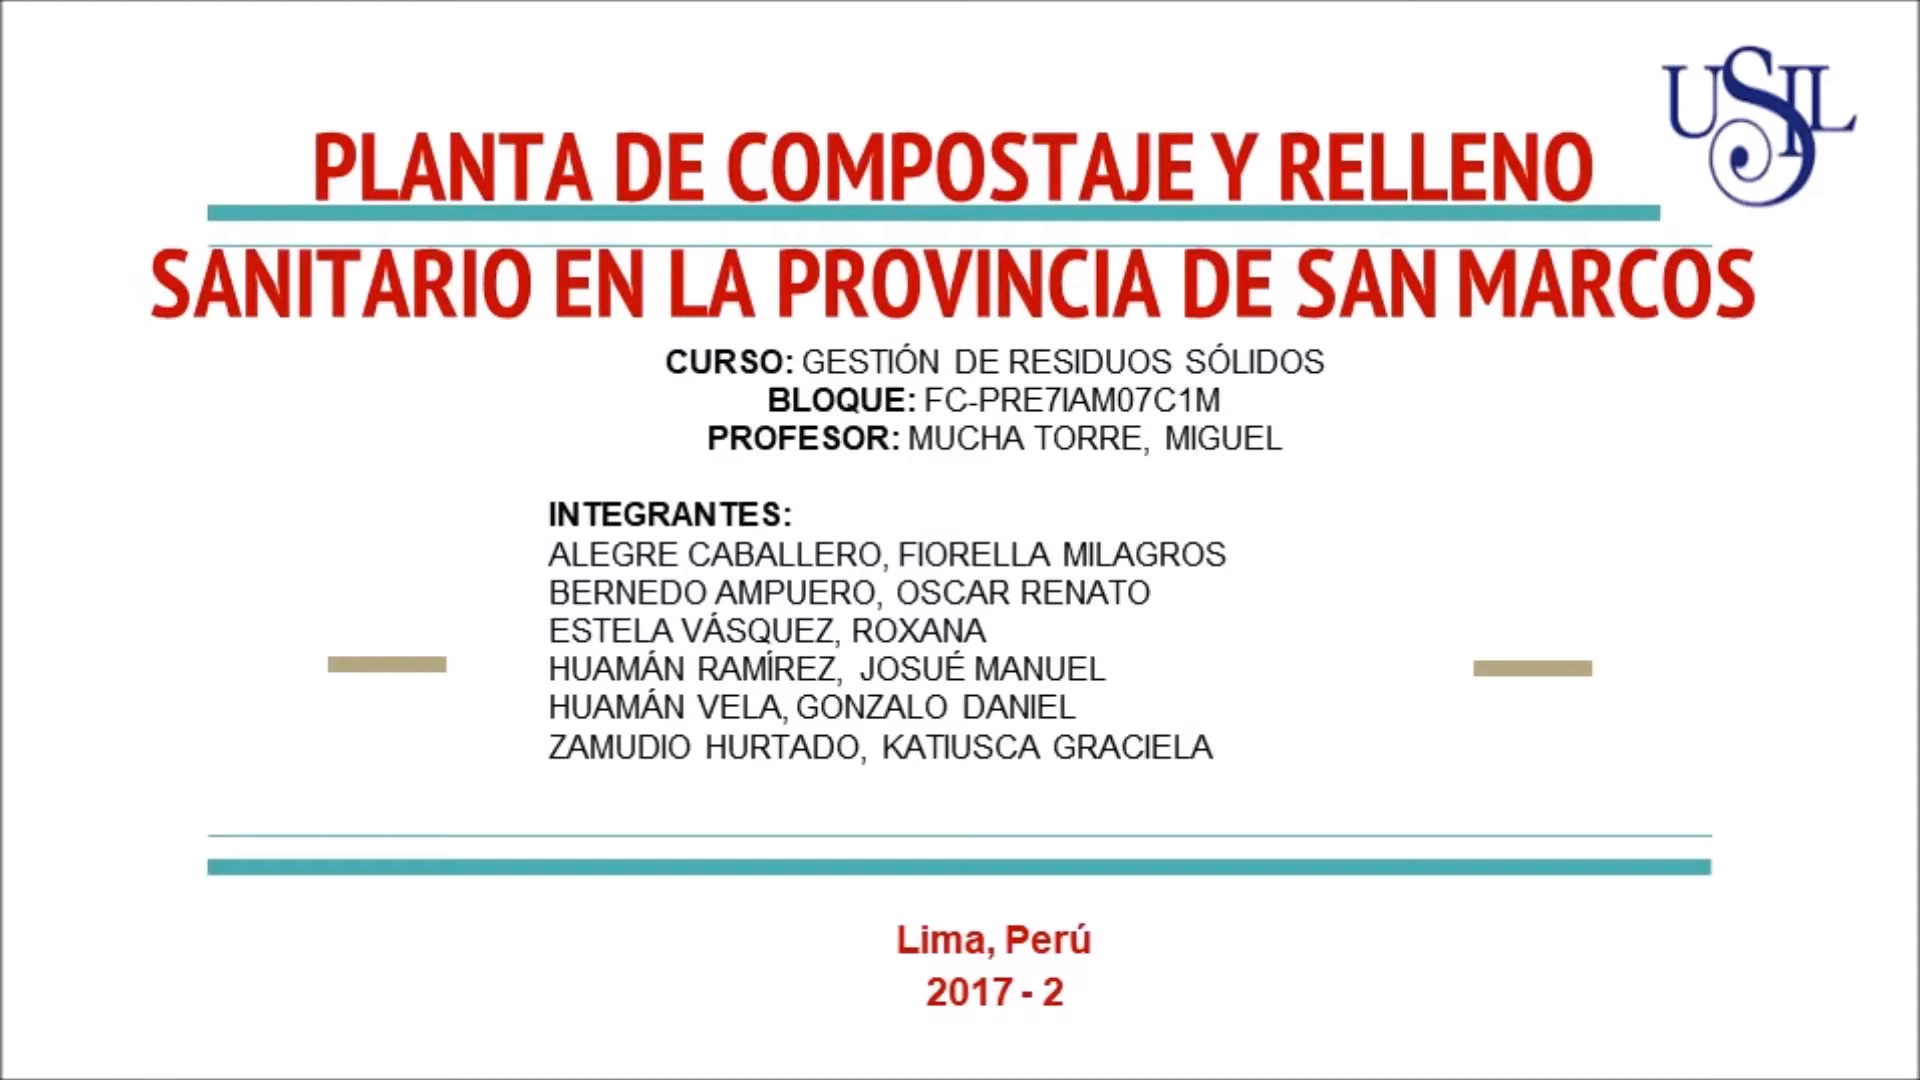 USIL
PLANTA DE COMPOSTAJE Y RELLENO
SANITARIO EN LA PROVINCIA DE SAN MARCOS
CURSO: GESTIÓN DE RESIDUOS SÓLIDOS
BLOQUE: FC-PRE7IAM07C1M
PROFESOR: MUCHA TORRE, MIGUEL
INTEGRANTES:
ALEGRE CABALLERO, FIORELLA MILAGROS
BERNEDO AMPUERO, OSCAR RENATO
ESTELA VÁSQUEZ, ROXANA
HUAMÁN RAMÍREZ, JOSUÉ MANUEL
HUAMÁN VELA, GONZALO DANIEL
ZAMUDIO HURTADO, KATIUSCA GRACIELA
Lima, Perú
2017 - 2